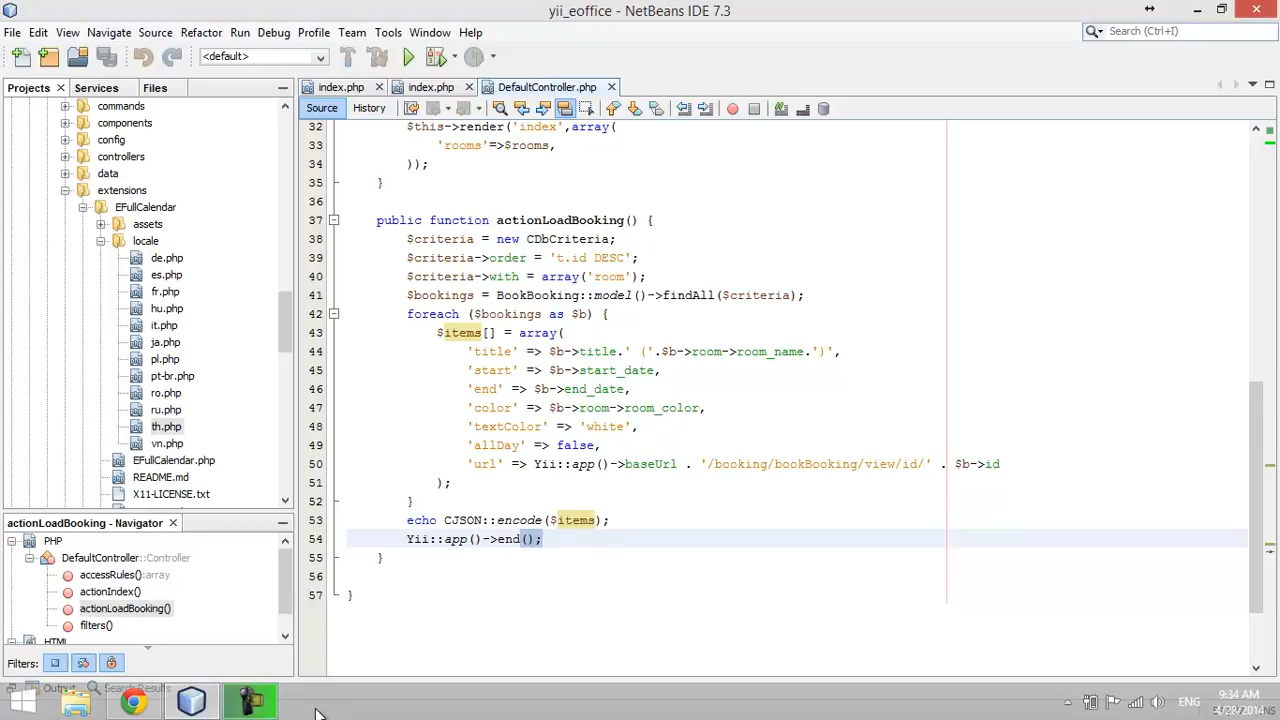 yii_eoffice - NetBeans IDE 7.3
File Edit View Navigate Source Refactor Run Debug Profile Team Tools Window Help
Search (Ctrl+I)
<default>
Projects Services Files
index.php index.php DefaultController.php
Source History
commands
components
config
controllers
data
extensions
EFullCalendar
assets
locale
de.php
es.php
fr.php
hu.php
it.php
ja.php
pl.php
pt-br.php
ro.php
ru.php
th.php
vn.php
EFullCalendar.php
README.md
X11-LICENSE.txt
32 $this->render('index',array(
33 'rooms'=>$rooms,
34 ));
35 }
36
37 public function actionLoadBooking() {
38 $criteria = new CDbCriteria;
39 $criteria->order = 't.id DESC';
40 $criteria->with = array('room');
41 $bookings = BookBooking::model()->findAll($criteria);
42 foreach ($bookings as $b) {
43 $items[] = array(
44 'title' => $b->title.' ('.$b->room->room_name.')',
45 'start' => $b->start_date,
46 'end' => $b->end_date,
47 'color' => $b->room->room_color,
48 'textColor' => 'white',
49 'allDay' => false,
50 'url' => Yii::app()->baseUrl . '/booking/bookBooking/view/id/' . $b->id
51 );
52 }
53 echo CJSON::encode($items);
54 Yii::app()->end();
55 }
56
57 }
actionLoadBooking - Navigator
PHP
DefaultController::Controller
accessRules():array
actionIndex()
actionLoadBooking()
filters()
HTML
Filters:
Output Search Results
ENG
9:34 AM
4/28/2014